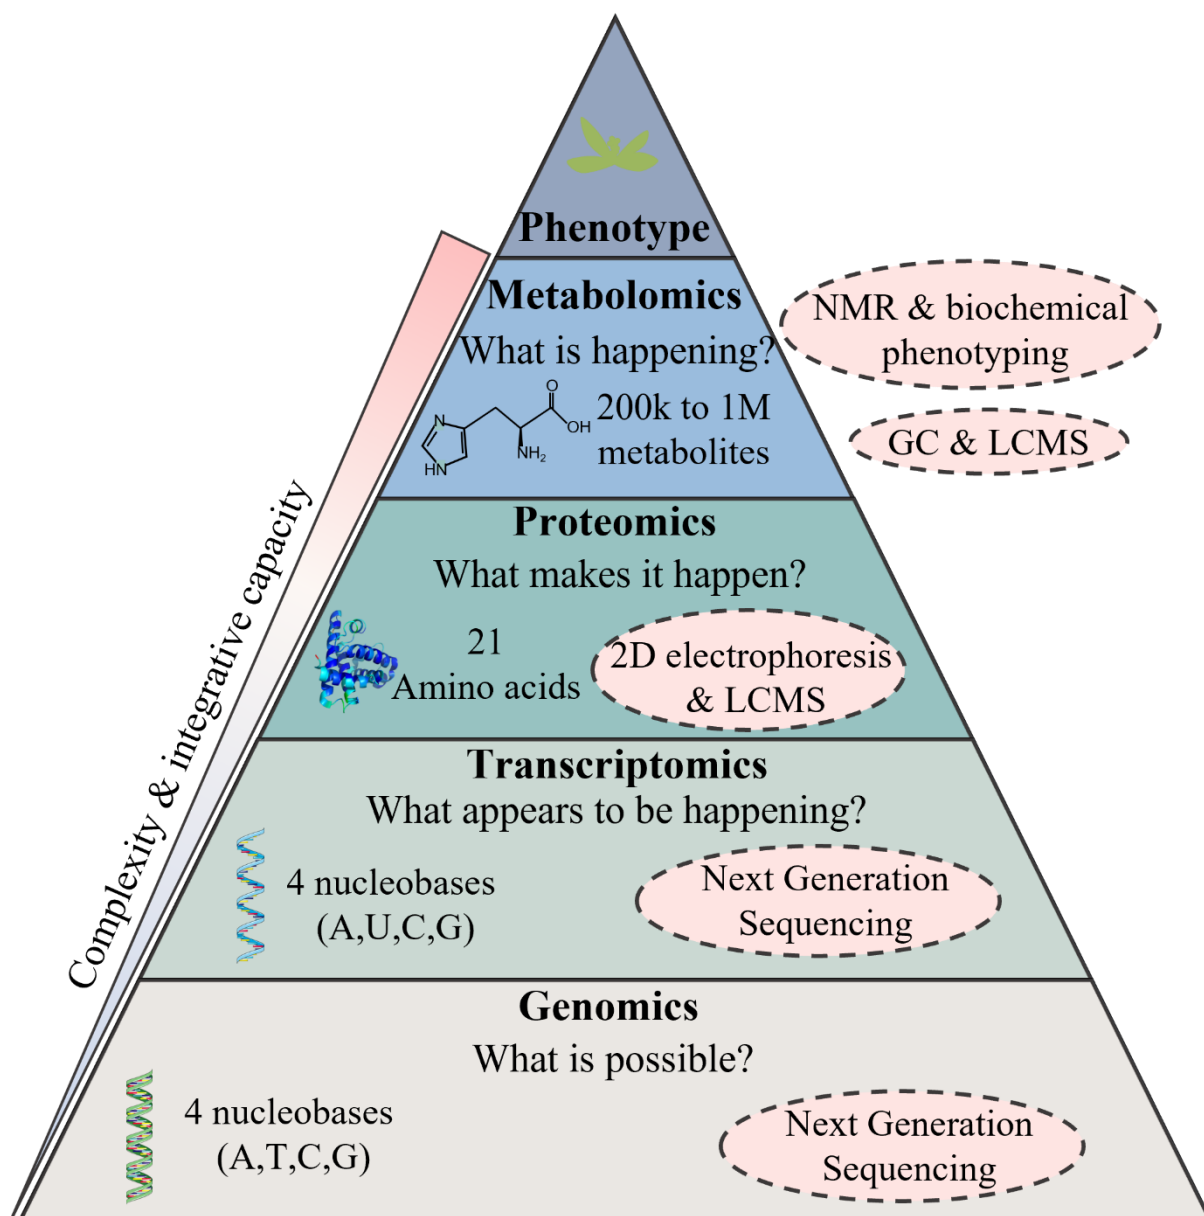 Phenotype
Metabolomics
What is happening?
N
HN
O
OH
NH₂
200k to 1M
metabolites
NMR & biochemical
phenotyping
GC & LCMS
Proteomics
What makes it happen?
21
Amino acids
2D electrophoresis
& LCMS
Transcriptomics
What appears to be happening?
4 nucleobases
(A,U,C,G)
Next Generation
Sequencing
Genomics
What is possible?
4 nucleobases
(A,T,C,G)
Next Generation
Sequencing
Complexity & integrative capacity